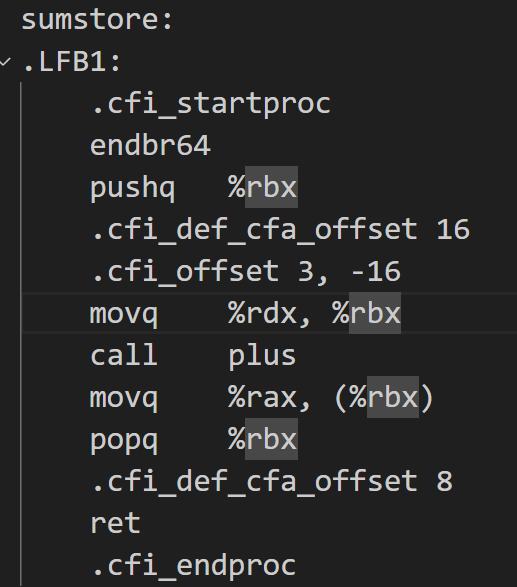 sumstore:
.LFB1:
.cfi_startproc
endbr64
pushq %rbx
.cfi_def_cfa_offset 16
.cfi_offset 3, -16
movq %rdx, %rbx
call plus
movq %rax, (%rbx)
popq %rbx
.cfi_def_cfa_offset 8
ret
.cfi_endproc